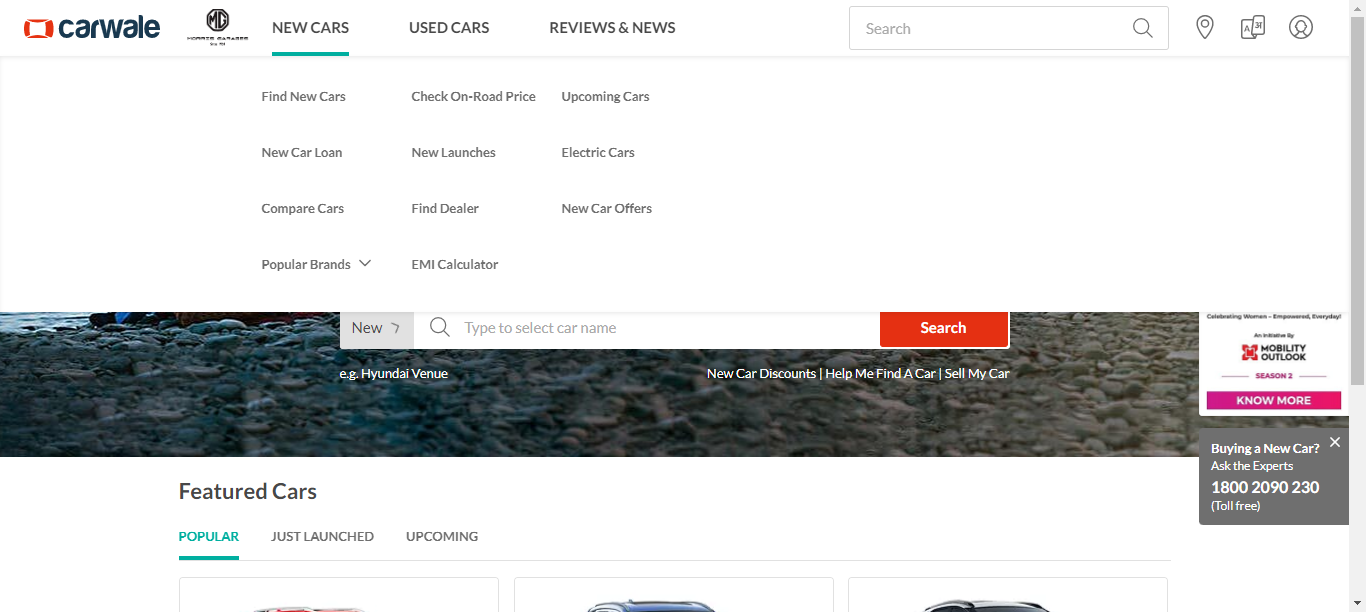 carwale
MG
MORRIS GARAGES
NEW CARS
USED CARS
REVIEWS & NEWS
Search
Find New Cars
Check On-Road Price
Upcoming Cars
New Car Loan
New Launches
Electric Cars
Compare Cars
Find Dealer
New Car Offers
Popular Brands
EMI Calculator
New
Type to select car name
Search
e.g. Hyundai Venue
New Car Discounts | Help Me Find A Car | Sell My Car
Celebrating Women – Empowered, Everyday!
An Initiative By
MOBILITY
OUTLOOK
SEASON 2
KNOW MORE
Buying a New Car?
Ask the Experts
1800 2090 230
(Toll free)
Featured Cars
POPULAR
JUST LAUNCHED
UPCOMING